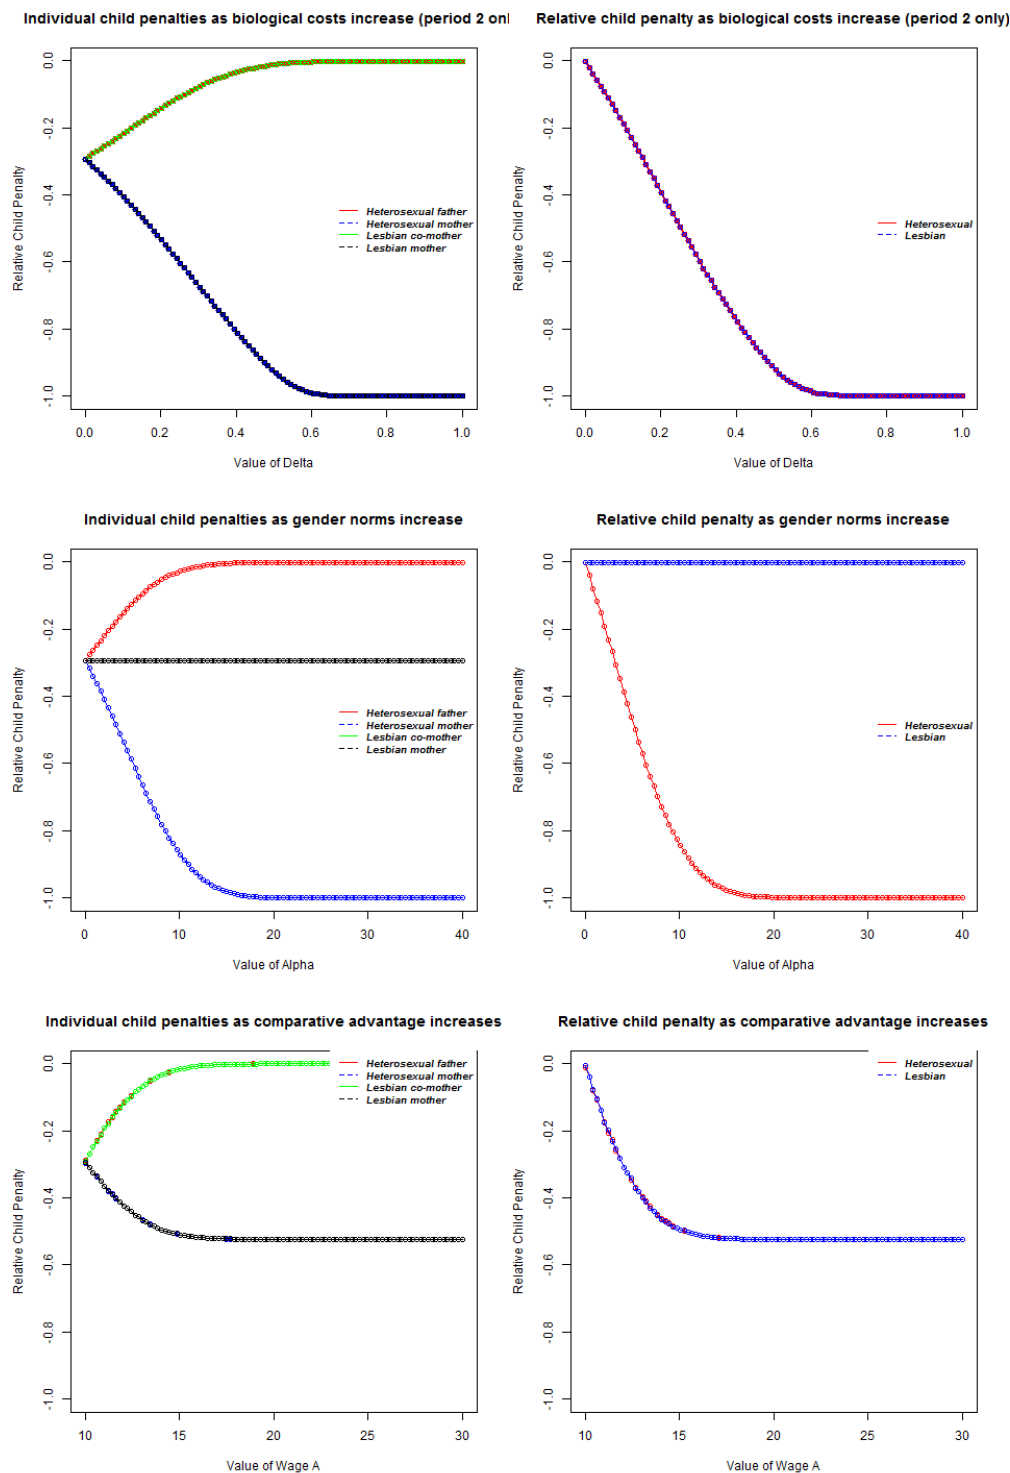 Individual child penalties as biological costs increase (period 2 onl
Relative Child Penalty
0.0
-0.2
-0.4
-0.6
-0.8
-1.0
Heterosexual father
Heterosexual mother
Lesbian co-mother
Lesbian mother
0.0 0.2 0.4 0.6 0.8 1.0
Value of Delta
Relative child penalty as biological costs increase (period 2 only)
Relative Child Penalty
0.0
-0.2
-0.4
-0.6
-0.8
-1.0
Heterosexual
Lesbian
0.0 0.2 0.4 0.6 0.8 1.0
Value of Delta
Individual child penalties as gender norms increase
Relative Child Penalty
0.0
-0.2
-0.4
-0.6
-0.8
-1.0
Heterosexual father
Heterosexual mother
Lesbian co-mother
Lesbian mother
0 10 20 30 40
Value of Alpha
Relative child penalty as gender norms increase
Relative Child Penalty
0.0
-0.2
-0.4
-0.6
-0.8
-1.0
Heterosexual
Lesbian
0 10 20 30 40
Value of Alpha
Individual child penalties as comparative advantage increases
Relative Child Penalty
0.0
-0.2
-0.4
-0.6
-0.8
-1.0
Heterosexual father
Heterosexual mother
Lesbian co-mother
Lesbian mother
10 15 20 25 30
Value of Wage A
Relative child penalty as comparative advantage increases
Relative Child Penalty
0.0
-0.2
-0.4
-0.6
-0.8
-1.0
Heterosexual
Lesbian
10 15 20 25 30
Value of Wage A